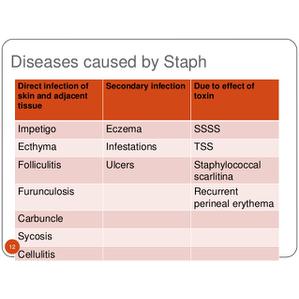 Diseases caused by Staph
Direct infection of skin and adjacent tissue | Secondary infection | Due to effect of toxin
Impetigo | Eczema | SSSS
Ecthyma | Infestations | TSS
Folliculitis | Ulcers | Staphylococcal scarlitina
Furunculosis | | Recurrent perineal erythema
Carbuncle
Sycosis
12
Cellulitis